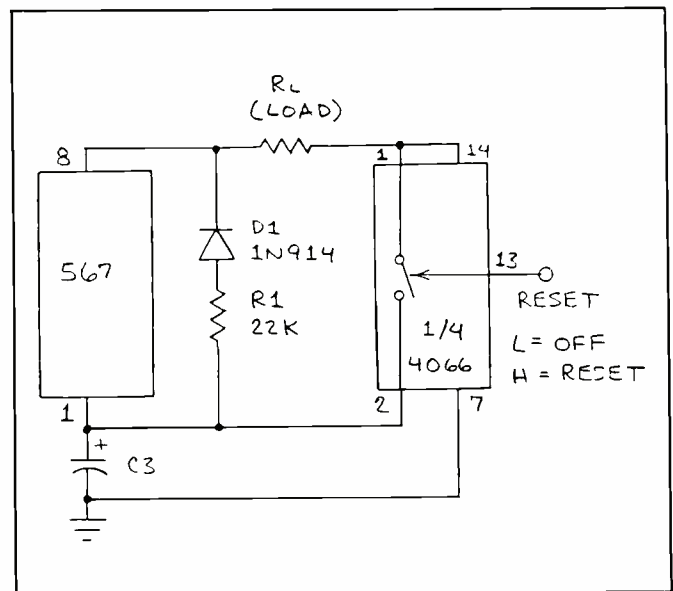 RL
(LOAD)
8
1
14
D1
1N914
567
13
R1
22K
RESET
1/4
4066
L = OFF
H = RESET
1
2
7
+
C3